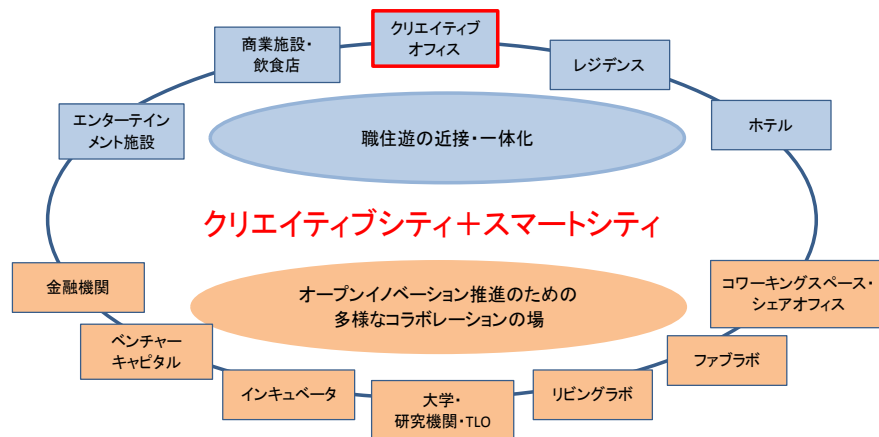 クリエイティブ
オフィス
商業施設・
飲食店
レジデンス
エンターテイン
メント施設
ホテル
職住遊の近接・一体化
クリエイティブシティ＋スマートシティ
金融機関
オープンイノベーション推進のための
多様なコラボレーションの場
コワーキングスペース・
シェアオフィス
ベンチャー
キャピタル
ファブラボ
インキュベータ
大学・
研究機関・TLO
リビングラボ